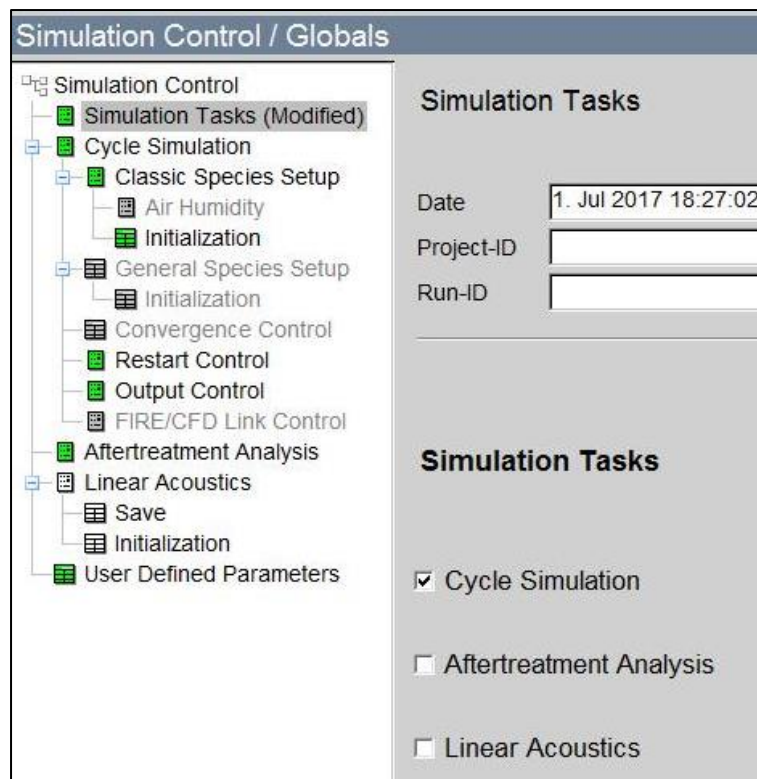 Simulation Control / Globals
Simulation Control
Simulation Tasks (Modified)
Cycle Simulation
Classic Species Setup
Air Humidity
Initialization
General Species Setup
Initialization
Convergence Control
Restart Control
Output Control
FIRE/CFD Link Control
Aftertreatment Analysis
Linear Acoustics
Save
Initialization
User Defined Parameters
Simulation Tasks
Date 1. Jul 2017 18:27:02
Project-ID
Run-ID
Simulation Tasks
Cycle Simulation
Aftertreatment Analysis
Linear Acoustics